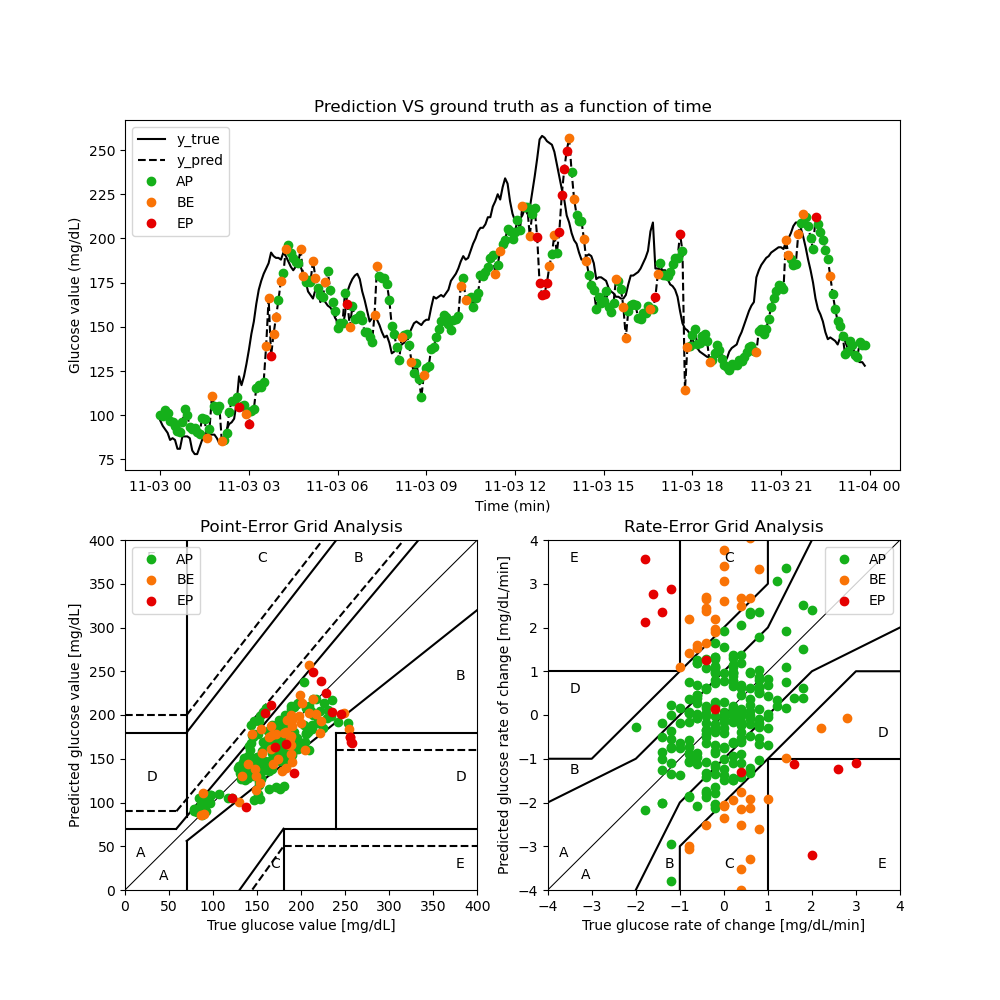 Prediction VS ground truth as a function of time
Glucose value (mg/dL)
250
225
200
175
150
125
100
75
y_true
y_pred
AP
BE
EP
11-03 00 11-03 03 11-03 06 11-03 09 11-03 12 11-03 15 11-03 18 11-03 21 11-04 00
Time (min)
Point-Error Grid Analysis
Predicted glucose value [mg/dL]
400
350
300
250
200
150
100
50
0
AP
BE
EP
E
C
B
B
D
D
A
A
C
E
0 50 100 150 200 250 300 350 400
True glucose value [mg/dL]
Rate-Error Grid Analysis
Predicted glucose rate of change [mg/dL/min]
4
3
2
1
0
−1
−2
−3
−4
AP
BE
EP
E
C
D
D
B
A
A
B
C
E
−4 −3 −2 −1 0 1 2 3 4
True glucose rate of change [mg/dL/min]